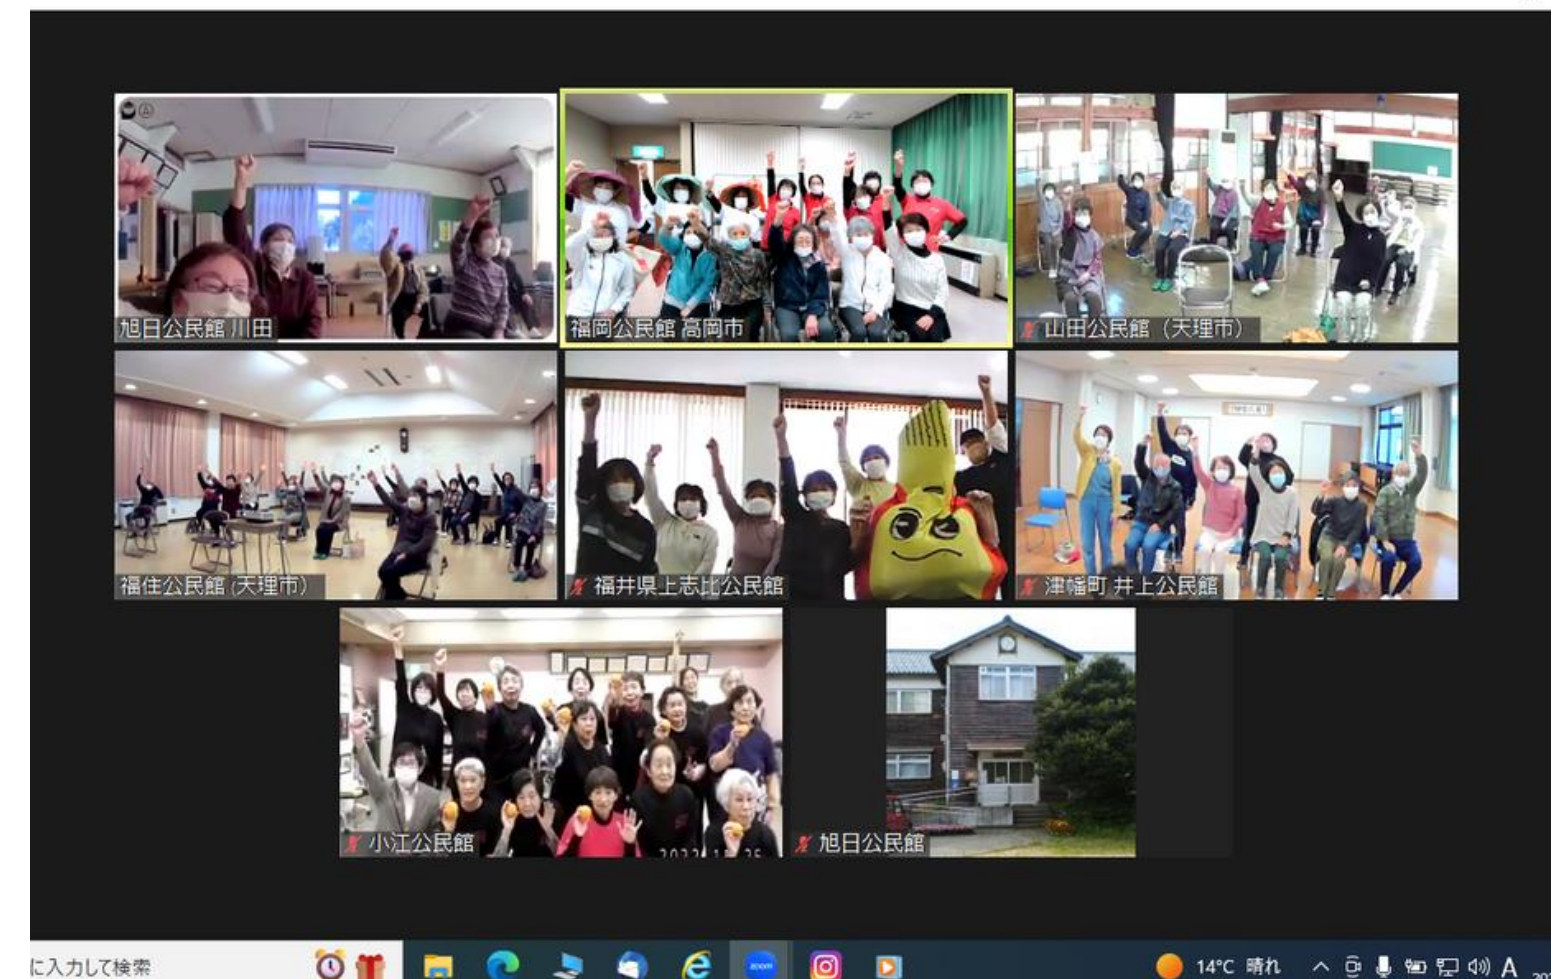 旭日公民館 川田
福岡公民館 高岡市
山田公民館（天理市）
福住公民館 (天理市）
福井県上志比公民館
津幡町 井上公民館
小江公民館
旭日公民館
に入力して検索
zoom
14°C 晴れ
A